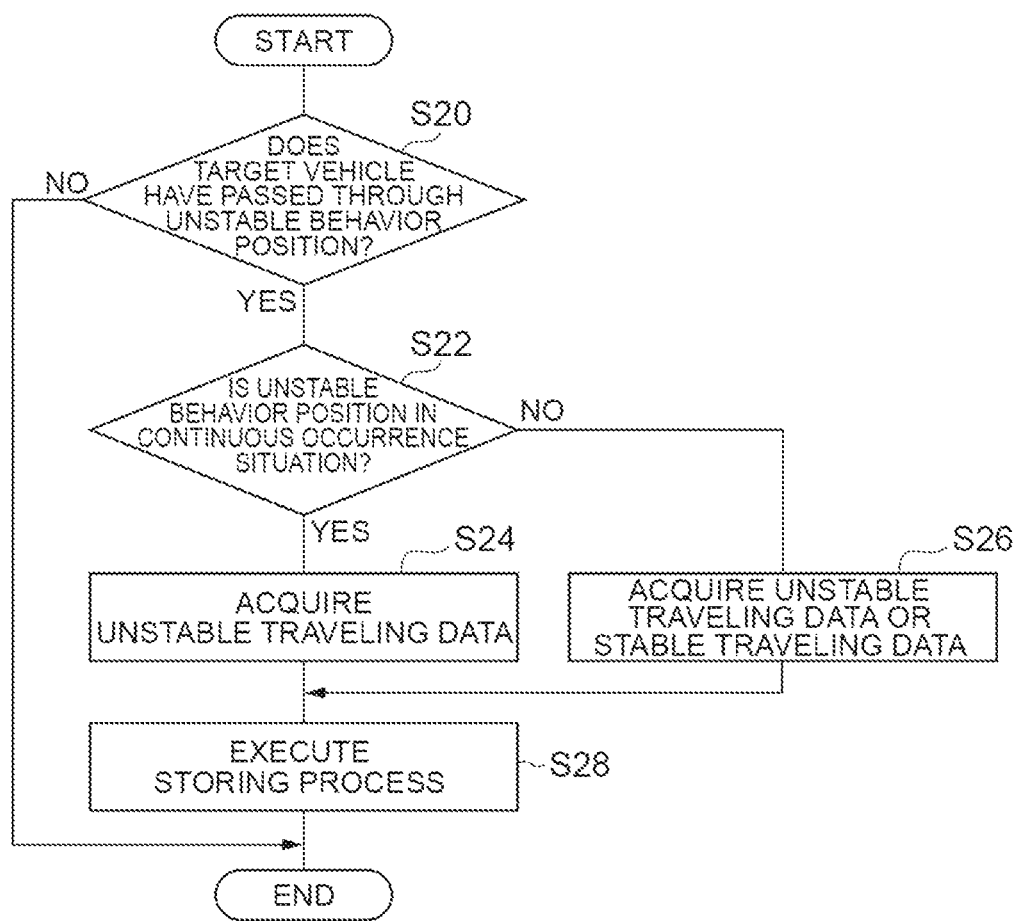 START
S20
DOES
TARGET VEHICLE
HAVE PASSED THROUGH
UNSTABLE BEHAVIOR
POSITION?
NO
YES
S22
IS UNSTABLE
BEHAVIOR POSITION IN
CONTINUOUS OCCURRENCE
SITUATION?
NO
YES
S24
ACQUIRE
UNSTABLE TRAVELING DATA
S26
ACQUIRE UNSTABLE
TRAVELING DATA OR
STABLE TRAVELING DATA
EXECUTE
STORING PROCESS
S28
END